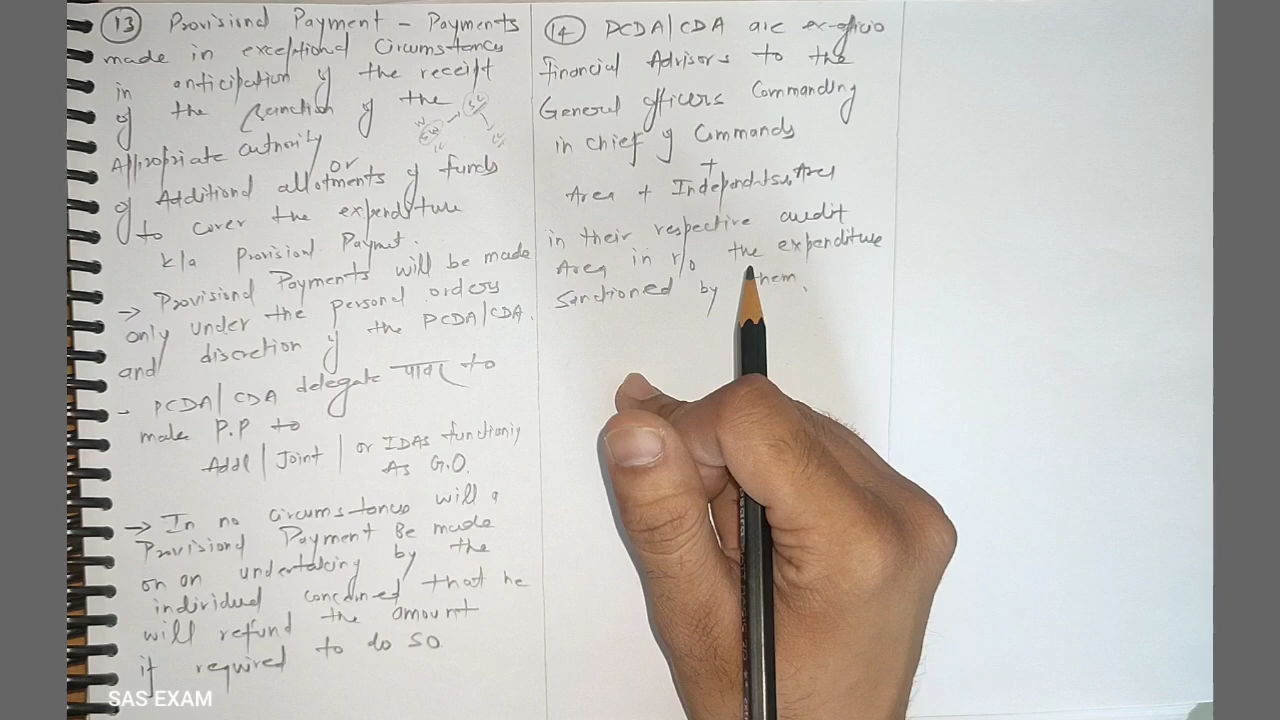 13 Provisional Payment - Payments
made in exceptional Circumstances
in anticipation of the receipt
of the sanction of the
Appropriate authority
or
of Additional allotments of funds
to cover the expenditure
k/a Provisional Paymet.
→ Provisional Payments will be made
only under the personal orders
and discretion of the PCDA/CDA.
- PCDA/CDA delegate पावर to
make P.P to
Addl / Joint / or IDAS functioning
As G.O.
→ In no circumstances will a
Provisional Payment Be made
on an undertaking by the
individual concerned that he
will refund the amount
if required to do so.
14 PCDA/CDA are ex-officio
financial Advisors to the
General officers Commanding
in chief of Commands
+
Area + Independent Area
in their respective audit
Area in r/o the expenditure
Sanctioned by them.
SAS EXAM